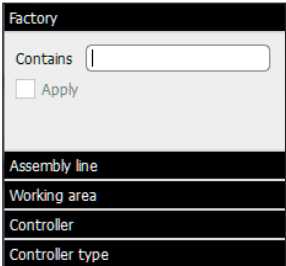 Factory
Contains
Apply
Assembly line
Working area
Controller
Controller type